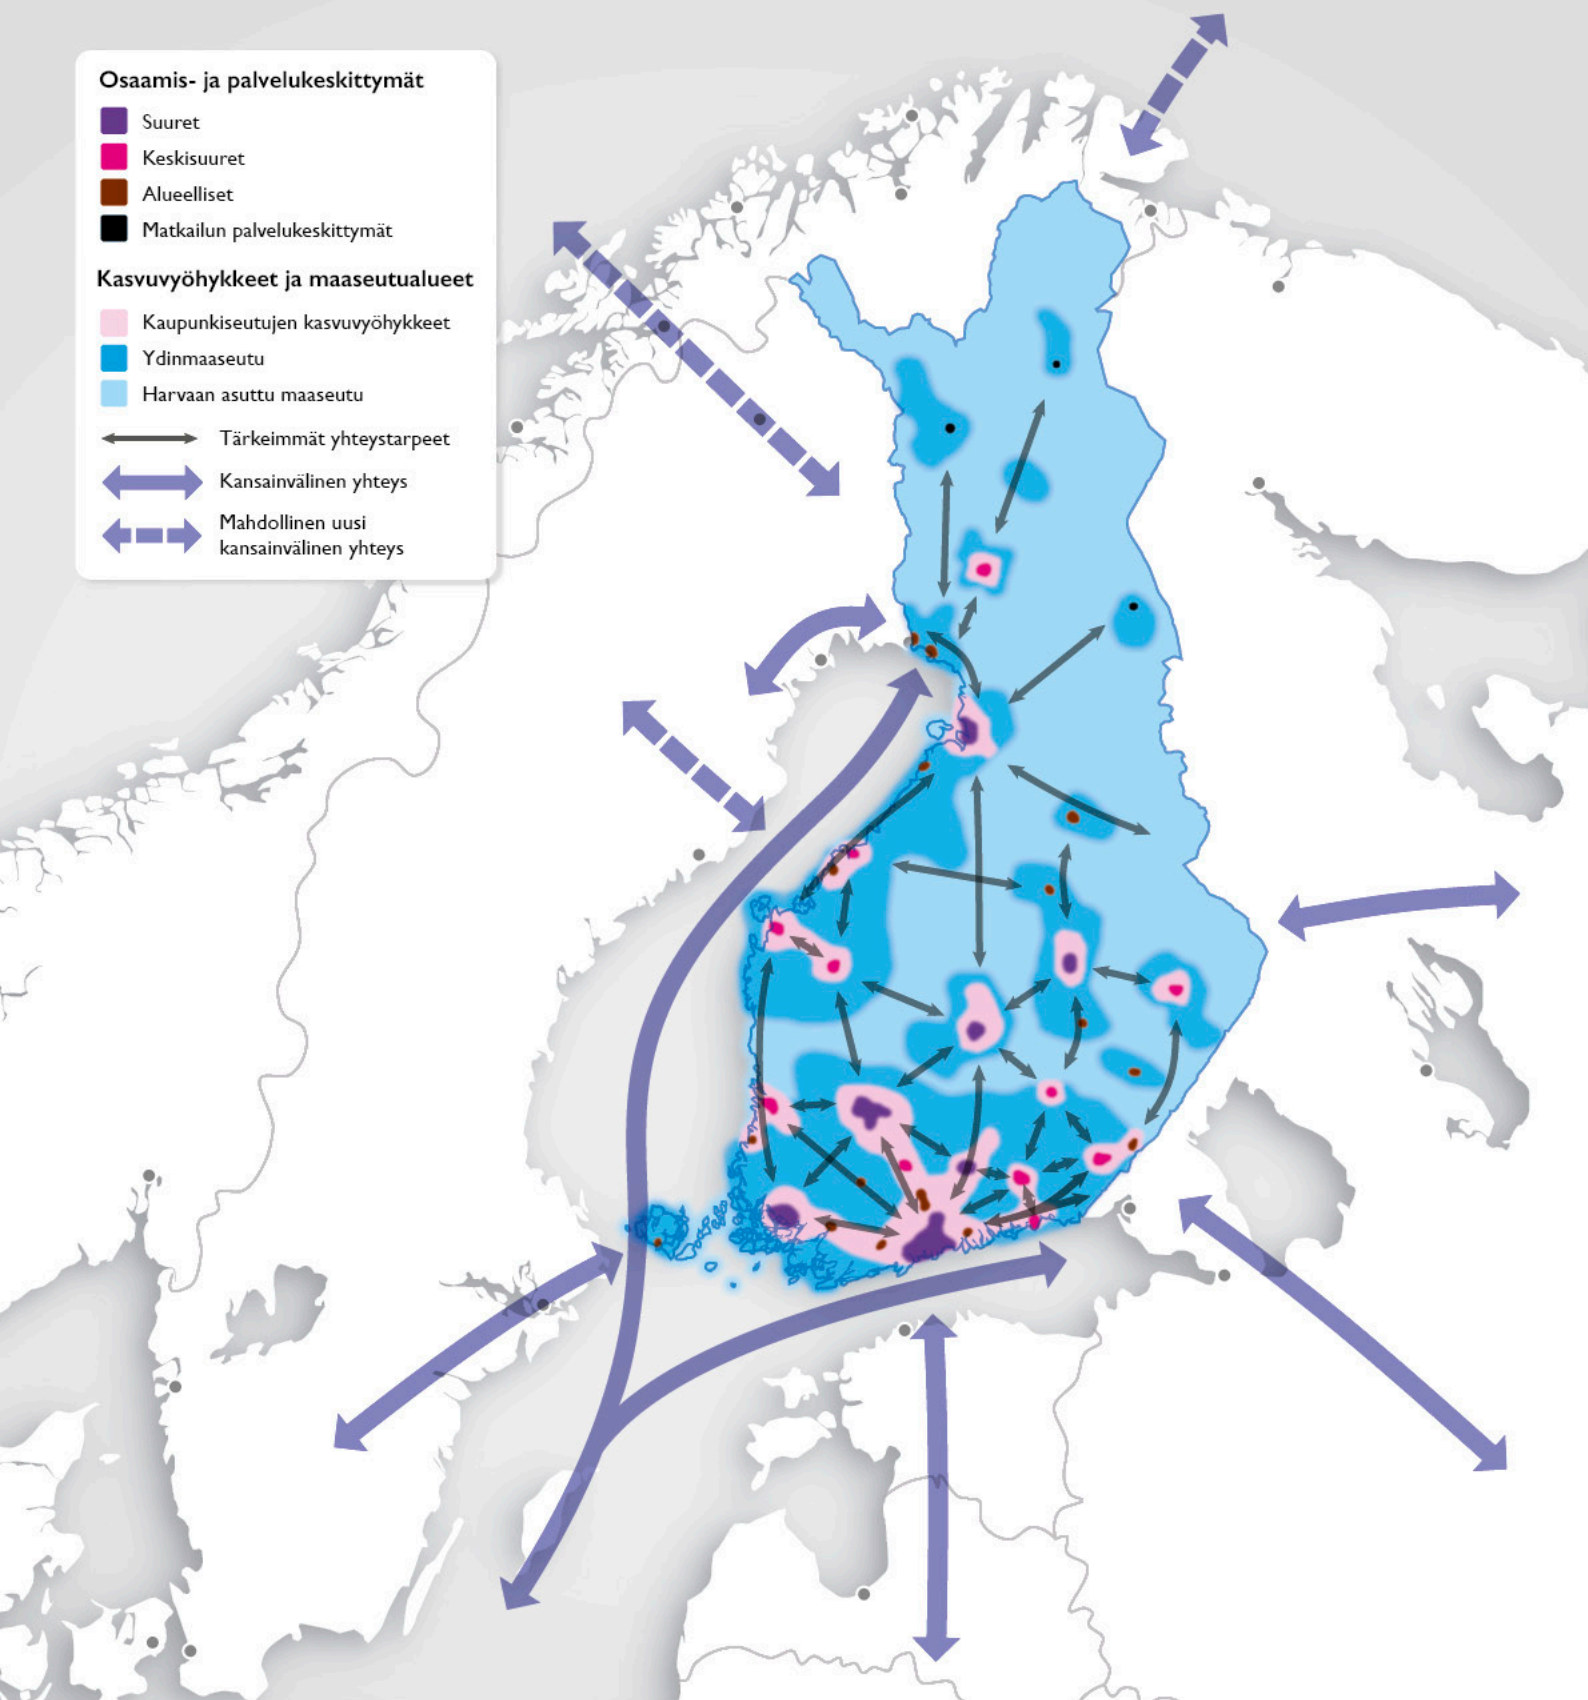 Osaamis- ja palvelukeskittymät
Suuret
Keskisuuret
Alueelliset
Matkailun palvelukeskittymät
Kasvuvyöhykkeet ja maaseutualueet
Kaupunkiseutujen kasvuvyöhykkeet
Ydinmaaseutu
Harvaan asuttu maaseutu
Tärkeimmät yhteystarpeet
Kansainvälinen yhteys
Mahdollinen uusi
kansainvälinen yhteys